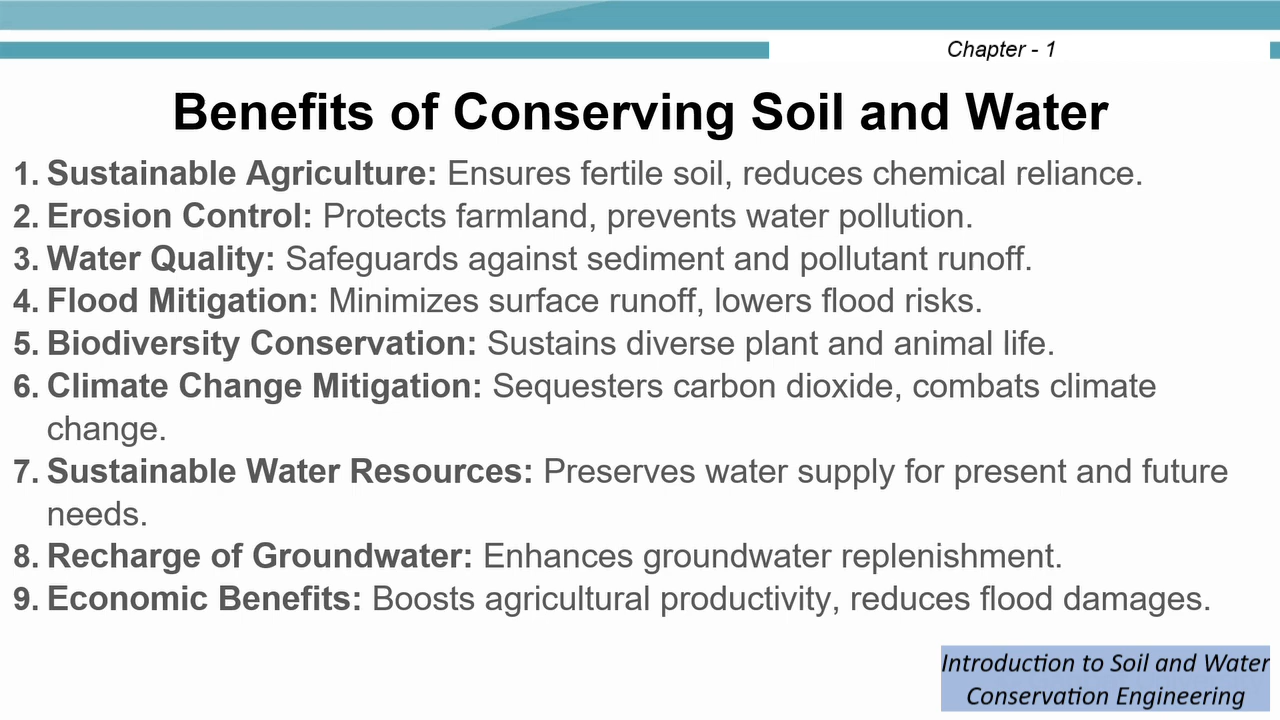 Chapter - 1
Benefits of Conserving Soil and Water
1. Sustainable Agriculture: Ensures fertile soil, reduces chemical reliance.
2. Erosion Control: Protects farmland, prevents water pollution.
3. Water Quality: Safeguards against sediment and pollutant runoff.
4. Flood Mitigation: Minimizes surface runoff, lowers flood risks.
5. Biodiversity Conservation: Sustains diverse plant and animal life.
6. Climate Change Mitigation: Sequesters carbon dioxide, combats climate
change.
7. Sustainable Water Resources: Preserves water supply for present and future
needs.
8. Recharge of Groundwater: Enhances groundwater replenishment.
9. Economic Benefits: Boosts agricultural productivity, reduces flood damages.
Introduction to Soil and Water
Conservation Engineering